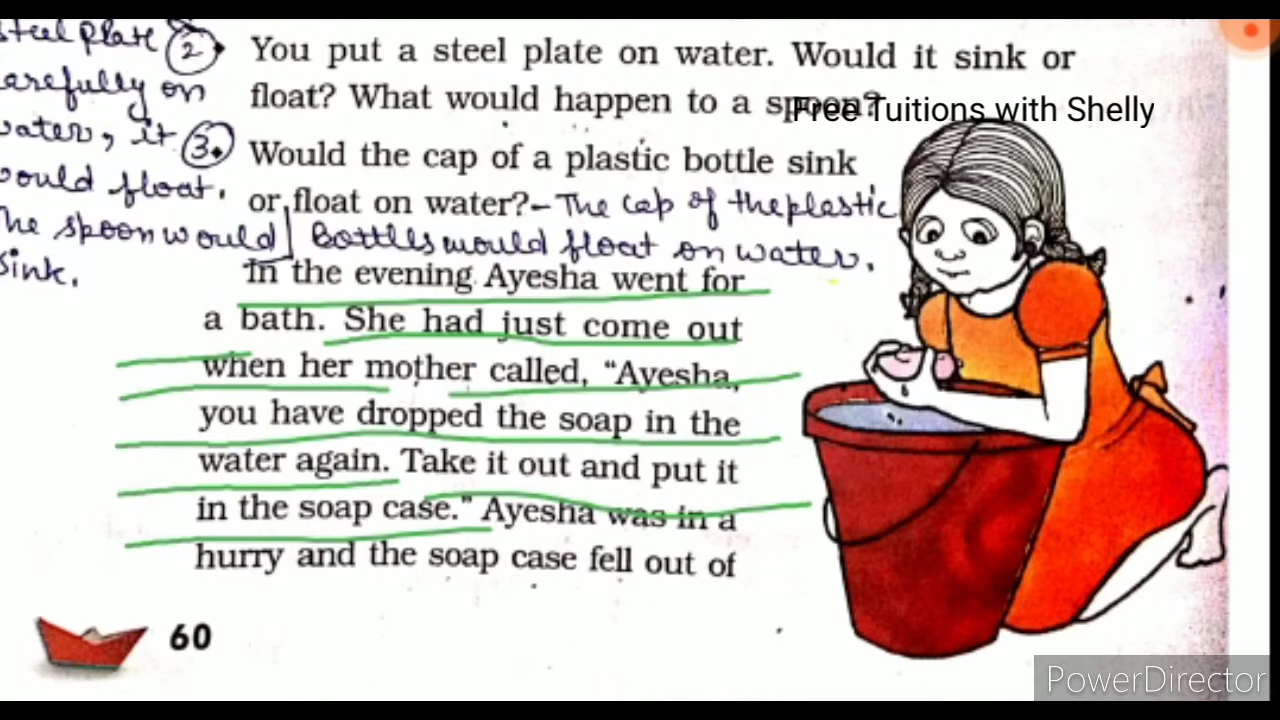 steel plate
carefully on
water, it
would float.
The spoon would
sink.
2
You put a steel plate on water. Would it sink or
float? What would happen to a spoon?
Free Tuitions with Shelly
3.
Would the cap of a plastic bottle sink
or float on water? - The cap of the plastic
Bottles would float on water.
In the evening Ayesha went for
a bath. She had just come out
when her mother called, “Ayesha,
you have dropped the soap in the
water again. Take it out and put it
in the soap case.” Ayesha was in a
hurry and the soap case fell out of
60
PowerDirector